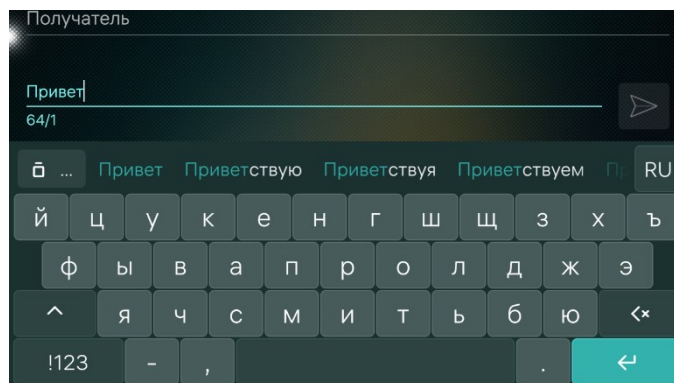 Получатель
Привет
64/1
... Привет Приветствую Приветствуя Приветствуем RU
й ц у к е н г ш щ з х ъ
ф ы в а п р о л д ж э
я ч с м и т ь б ю
!123 - , .